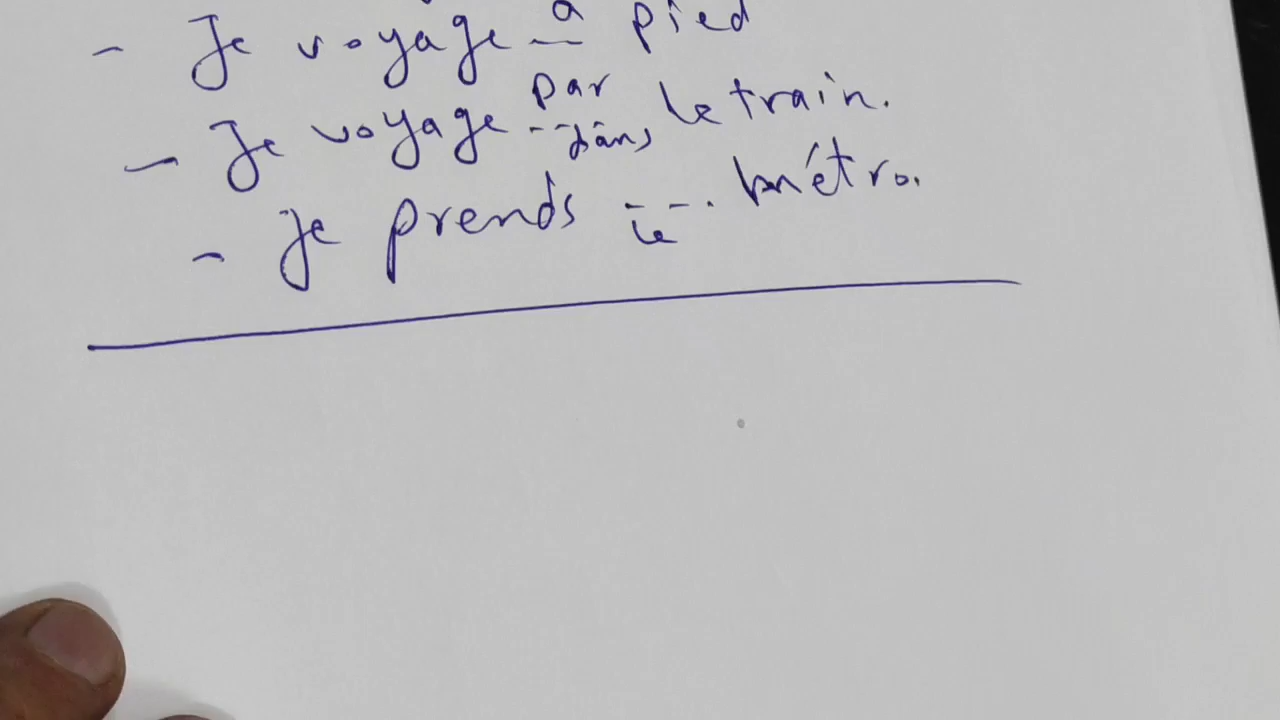 - Je voyage à pied
- Je voyage par le train.
dans
- Je prends .... métro.
le